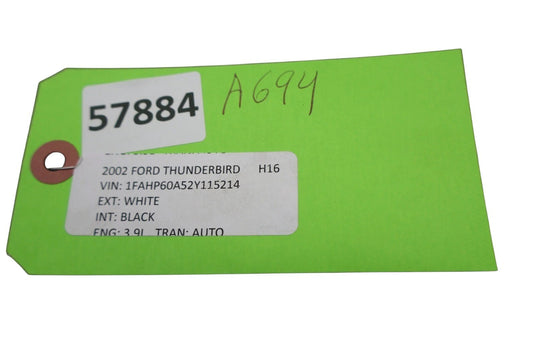 57884
A694
2002 FORD THUNDERBIRD H16
VIN: 1FAHP60A52Y115214
EXT: WHITE
INT: BLACK
ENG: 3.9L TRAN: AUTO